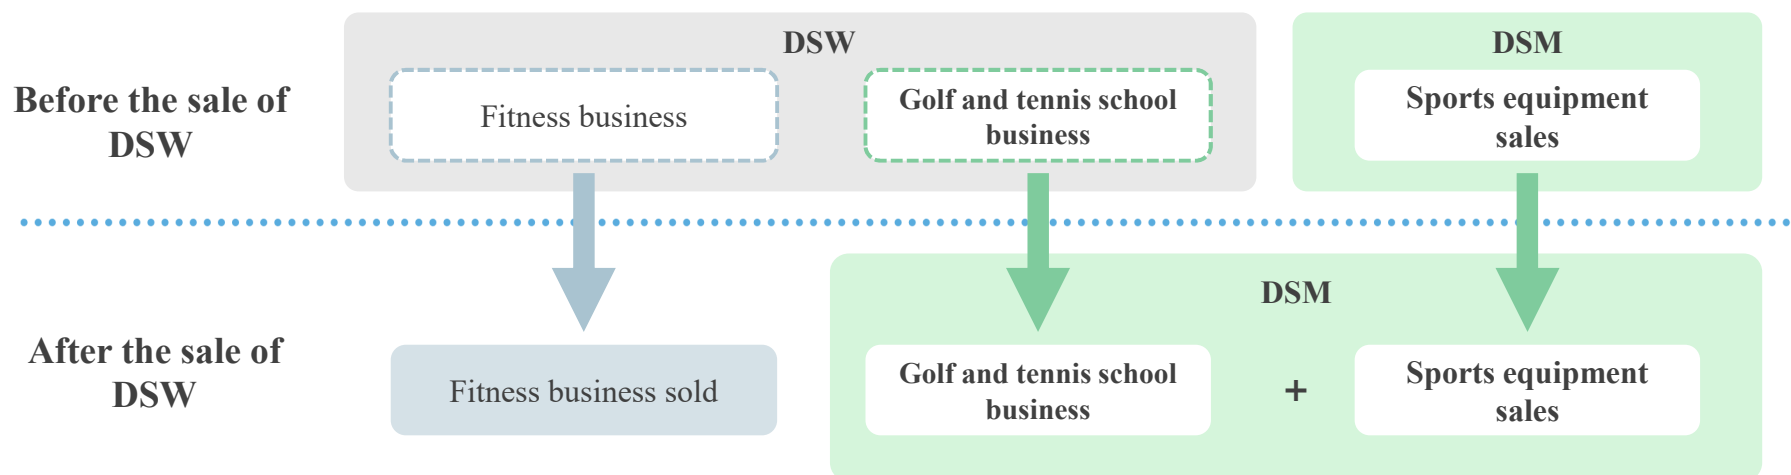 DSW
DSM
Before the sale of
DSW
Fitness business
Golf and tennis school
business
Sports equipment
sales
DSM
After the sale of
DSW
Fitness business sold
Golf and tennis school
business
+
Sports equipment
sales